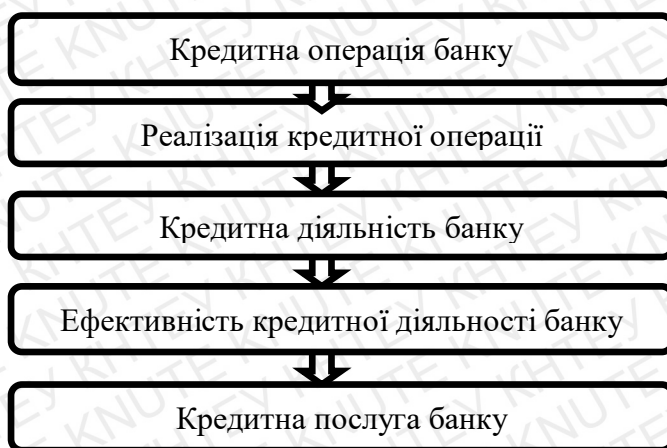 Кредитна операція банку
Реалізація кредитної операції
Кредитна діяльність банку
Ефективність кредитної діяльності банку
Кредитна послуга банку